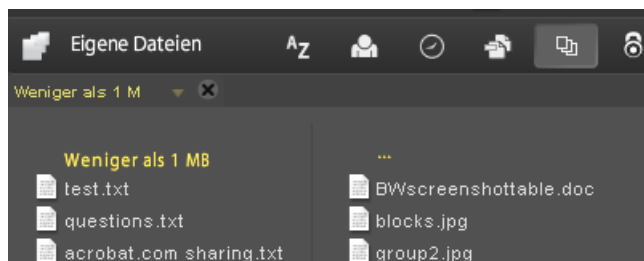 Eigene Dateien
AZ
Weniger als 1 M
Weniger als 1 MB
test.txt
questions.txt
acrobat.com sharing.txt
...
BWscreenshottable.doc
blocks.jpg
group2.jpg